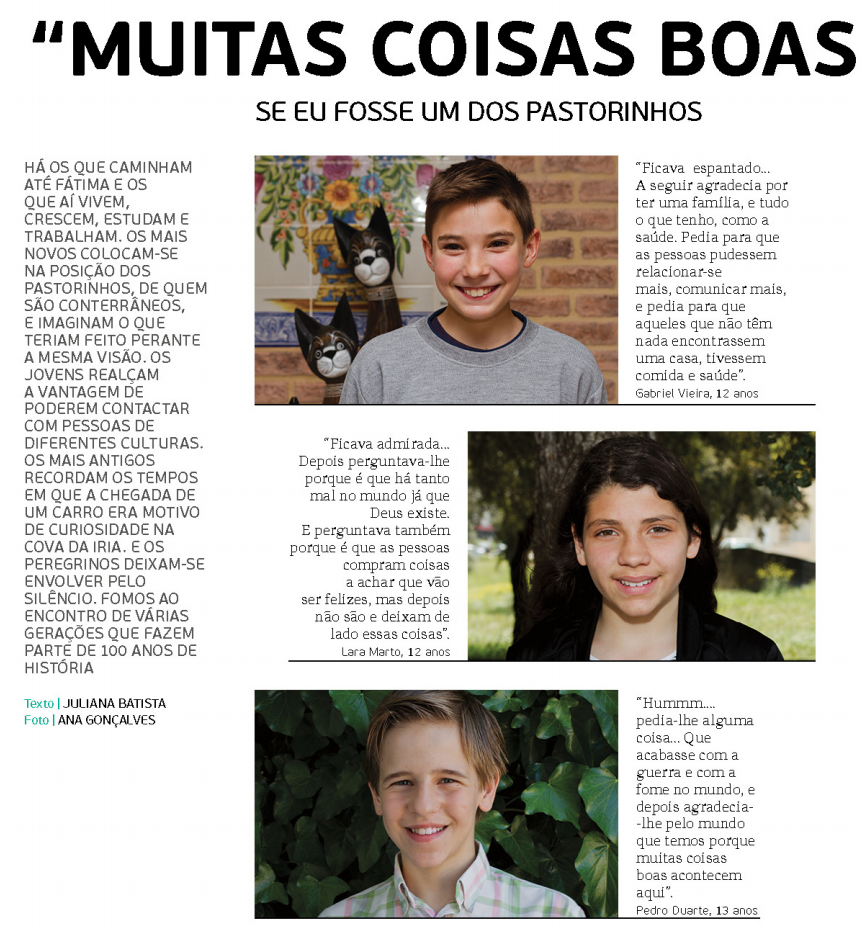 “MUITAS COISAS BOAS
SE EU FOSSE UM DOS PASTORINHOS
HÁ OS QUE CAMINHAM
ATÉ FÁTIMA E OS
QUE AÍ VIVEM,
CRESCEM, ESTUDAM E
TRABALHAM. OS MAIS
NOVOS COLOCAM-SE
NA POSIÇÃO DOS
PASTORINHOS, DE QUEM
SÃO CONTERRÂNEOS,
E IMAGINAM O QUE
TERIAM FEITO PERANTE
A MESMA VISÃO. OS
JOVENS REALÇAM
A VANTAGEM DE
PODEREM CONTACTAR
COM PESSOAS DE
DIFERENTES CULTURAS.
OS MAIS ANTIGOS
RECORDAM OS TEMPOS
EM QUE A CHEGADA DE
UM CARRO ERA MOTIVO
DE CURIOSIDADE NA
COVA DA IRIA. E OS
PEREGRINOS DEIXAM-SE
ENVOLVER PELO
SILÊNCIO. FOMOS AO
ENCONTRO DE VÁRIAS
GERAÇÕES QUE FAZEM
PARTE DE 100 ANOS DE
HISTÓRIA
Texto | JULIANA BATISTA
Foto | ANA GONÇALVES
“Ficava espantado...
A seguir agradecia por
ter uma família, e tudo
o que tenho, como a
saúde. Pedia para que
as pessoas pudessem
relacionar-se
mais, comunicar mais,
e pedia para que
aqueles que não têm
nada encontrassem
uma casa, tivessem
comida e saúde”.
Gabriel Vieira, 12 anos
“Ficava admirada...
Depois perguntava-lhe
porque é que há tanto
mal no mundo já que
Deus existe.
E perguntava também
porque é que as pessoas
compram coisas
a achar que vão
ser felizes, mas depois
não são e deixam de
lado essas coisas”.
Lara Marto, 12 anos
“Hummm....
pedia-lhe alguma
coisa... Que
acabasse com a
guerra e com a
fome no mundo, e
depois agradecia-
-lhe pelo mundo
que temos porque
muitas coisas
boas acontecem
aqui”.
Pedro Duarte, 13 anos